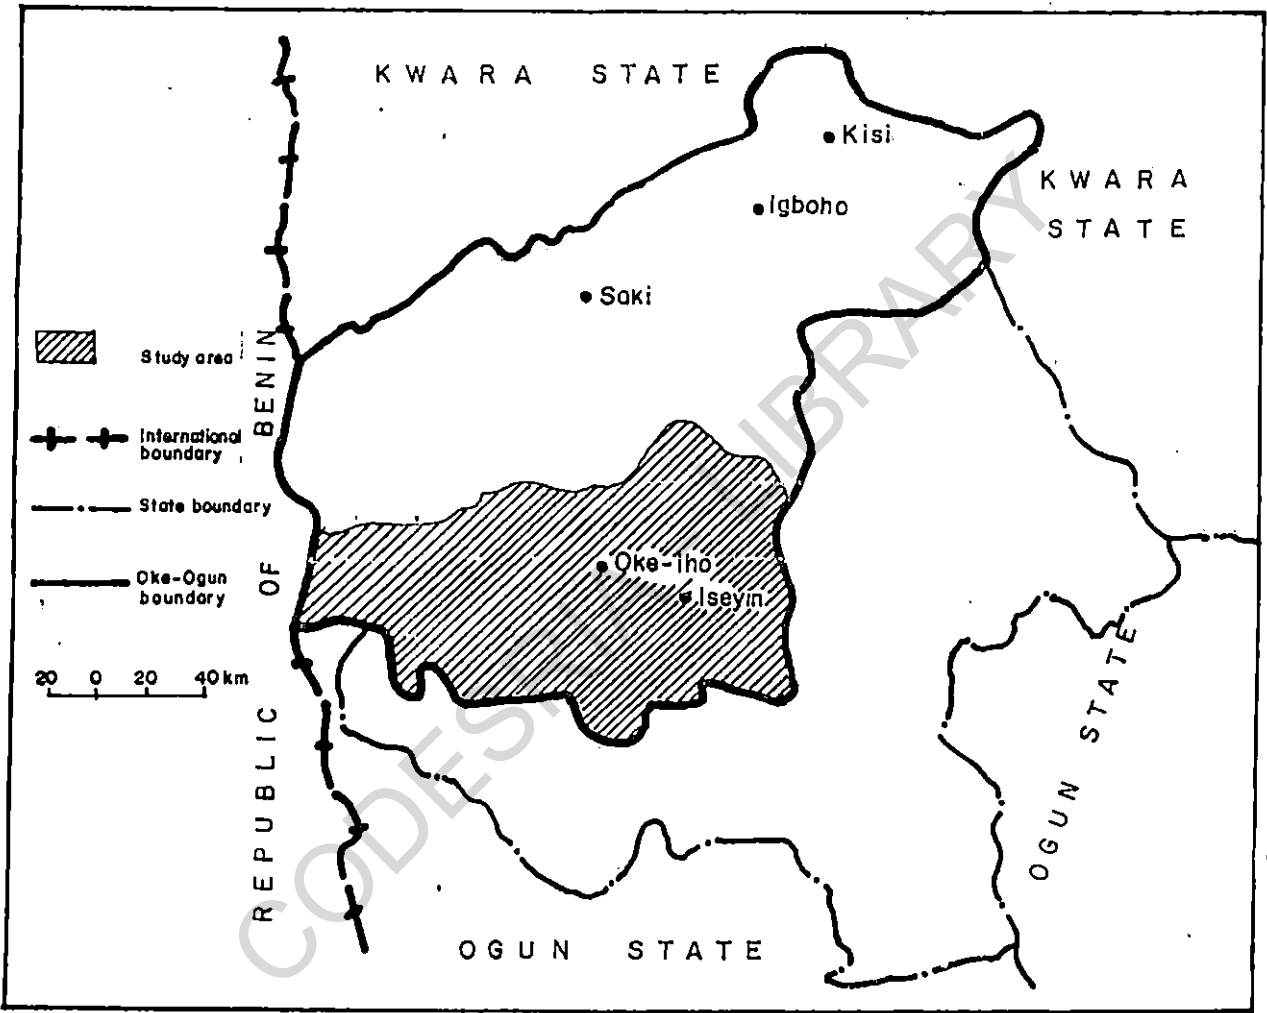 KWARA STATE
Kisi
KWARA
STATE
Igboho
Saki
Study area
International
boundary
State boundary
Oke-Ogun
boundary
20 0 20 40 km
REPUBLIC OF BENIN
Oke-Iho
Iseyin
OGUN STATE
OGUN STATE
CODESRIA LIBRARY